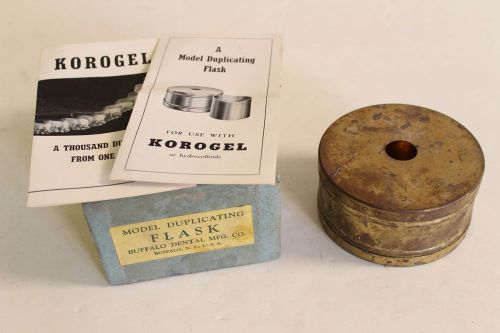 KOROGEL
A THOUSAND
FROM ONE
A
Model Duplicating
Flask
FOR USE WITH
KOROGEL
or hydrocolloids
MODEL DUPLICATING
FLASK
BUFFALO DENTAL MFG. CO.
BUFFALO, N. Y., U. S. A.